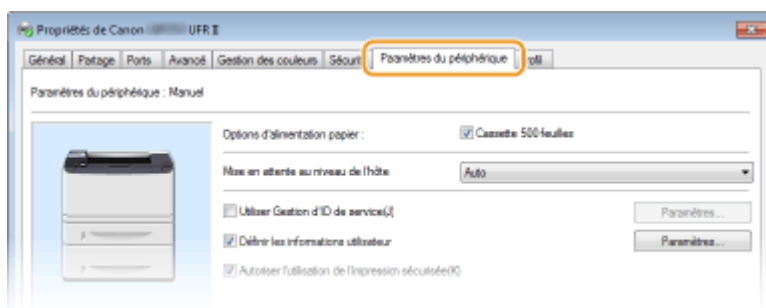 Propriétés de Canon UFR II
Général Partage Ports Avancé Gestion des couleurs Sécurit Paramètres du périphérique rofil
Paramètres du périphérique : Manuel
Options d'alimentation papier : Cassette 500 feuilles
Mise en attente au niveau de l'hôte Auto
Utiliser Gestion d'ID de service(J) Paramètres...
Définir les informations utilisateur Paramètres...
Autoriser l'utilisation de l'impression sécurisée(K)